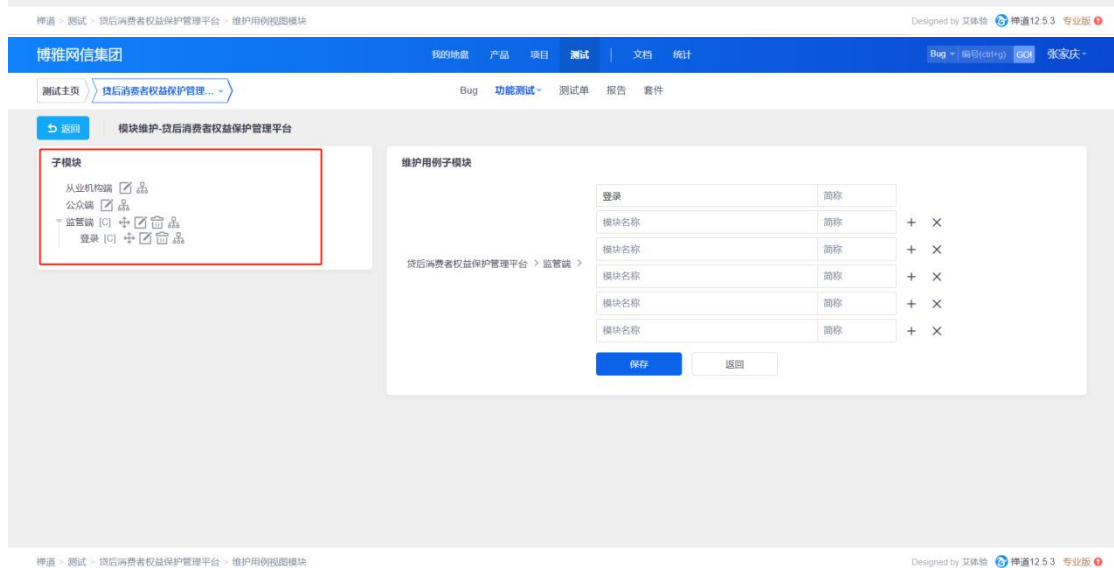 禅道 > 测试 > 贷后消费者权益保护管理平台 > 维护用例视图模块 Designed by 艾体验 禅道12.5.3 专业版
博雅网信集团 我的地盘 产品 项目 测试 | 文档 统计 Bug 编号(ctrl+g) GO! 张家庆
测试主页 贷后消费者权益保护管理... Bug 功能测试 测试单 报告 套件
返回 模块维护-贷后消费者权益保护管理平台
子模块
从业机构端
公众端
监管端 [C]
登录 [C]
维护用例子模块
贷后消费者权益保护管理平台 > 监管端 >
登录 简称
模块名称 简称
模块名称 简称
模块名称 简称
模块名称 简称
模块名称 简称
保存 返回
禅道 > 测试 > 贷后消费者权益保护管理平台 > 维护用例视图模块 Designed by 艾体验 禅道12.5.3 专业版